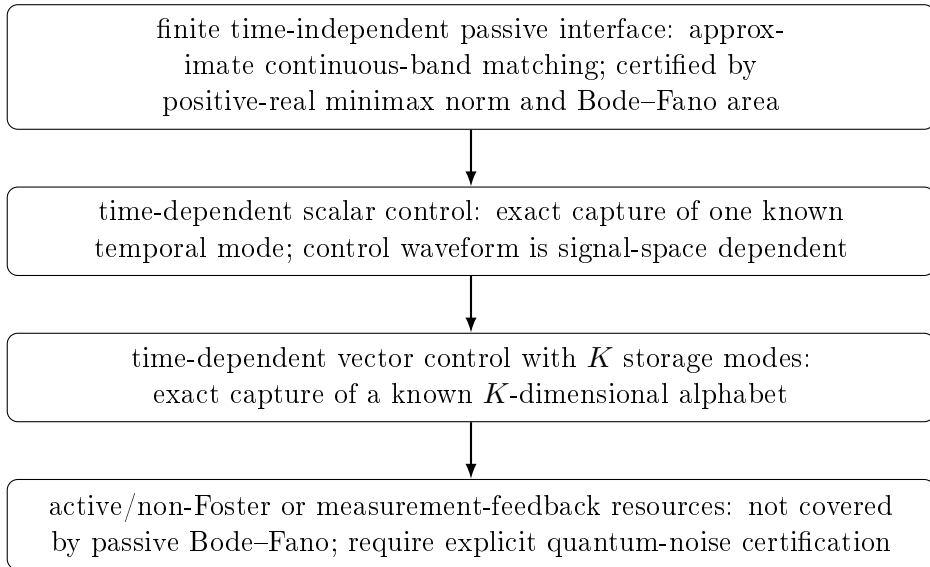 finite time-independent passive interface: approx-
imate continuous-band matching; certified by
positive-real minimax norm and Bode–Fano area
time-dependent scalar control: exact capture of one known
temporal mode; control waveform is signal-space dependent
time-dependent vector control with K storage modes:
exact capture of a known K-dimensional alphabet
active/non-Foster or measurement-feedback resources: not covered
by passive Bode–Fano; require explicit quantum-noise certification